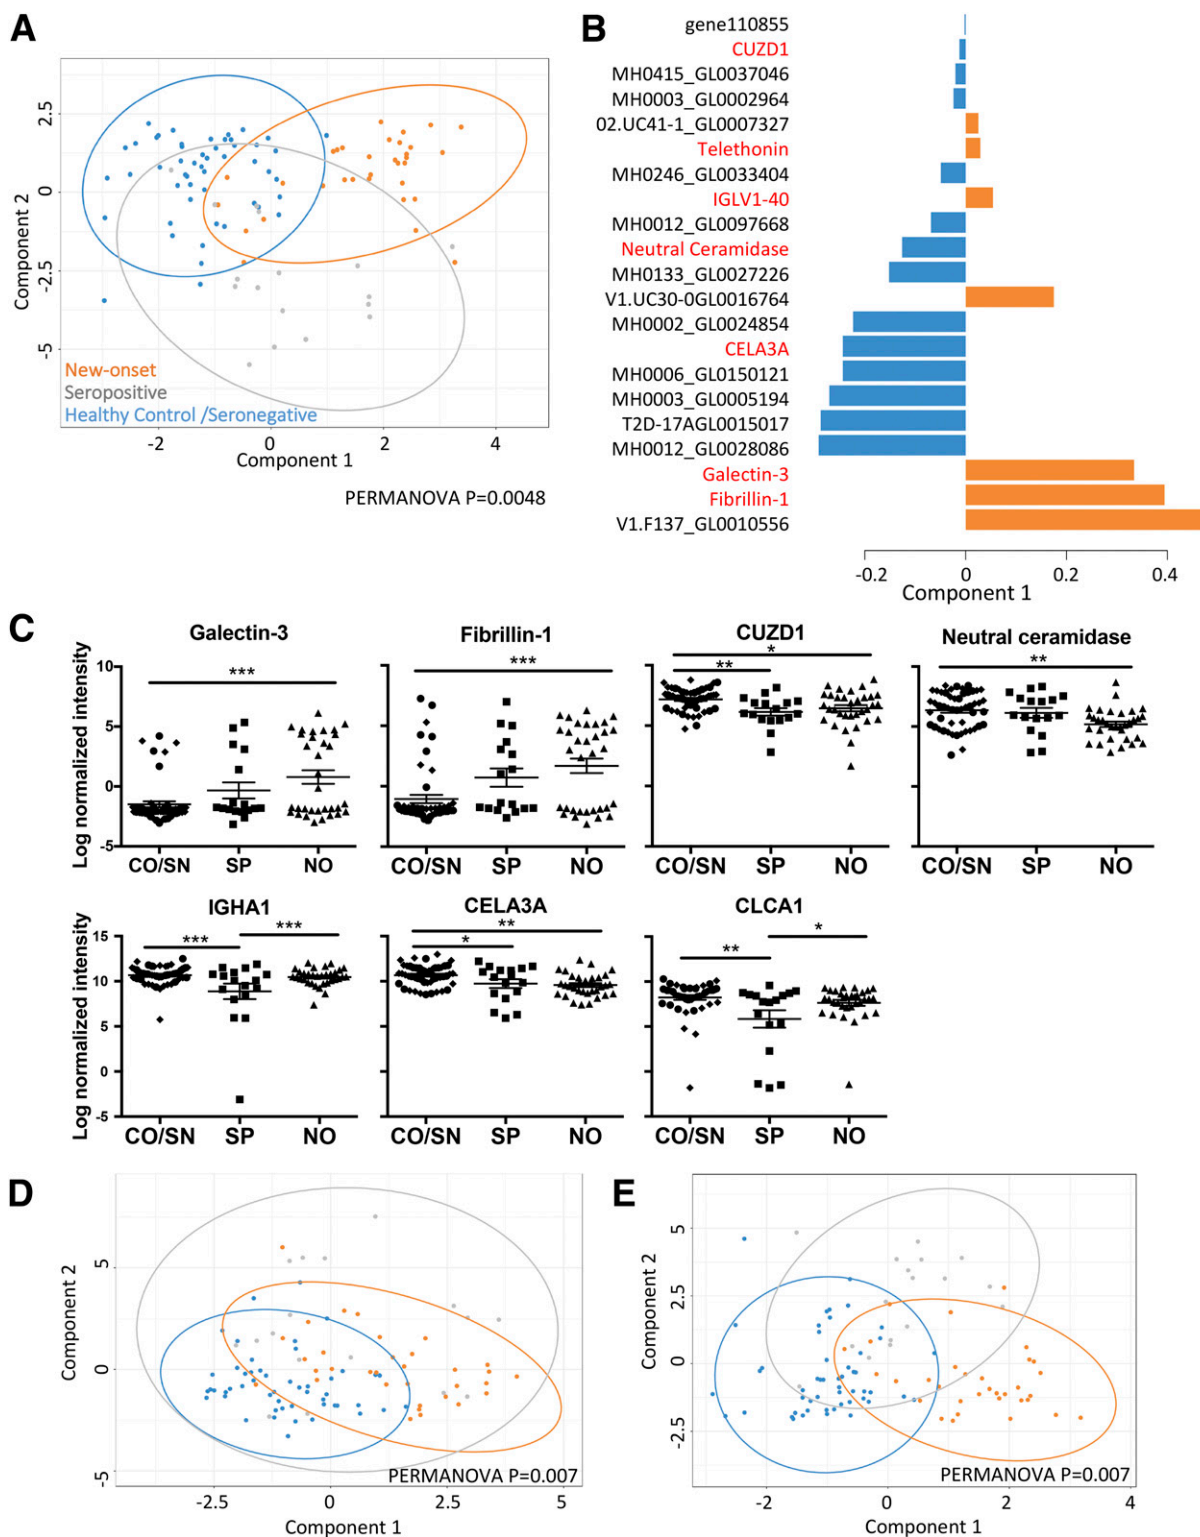 A
2.5
0
-2.5
-5
Component 2
New-onset
Seropositive
Healthy Control /Seronegative
-2
0
2
4
Component 1
PERMANOVA P=0.0048
B
gene110855
CUZD1
MH0415_GL0037046
MH0003_GL0002964
02.UC41-1_GL0007327
Telethonin
MH0246_GL0033404
IGLV1-40
MH0012_GL0097668
Neutral Ceramidase
MH0133_GL0027226
V1.UC30-0GL0016764
MH0002_GL0024854
CELA3A
MH0006_GL0150121
MH0003_GL0005194
T2D-17AGL0015017
MH0012_GL0028086
Galectin-3
Fibrillin-1
V1.F137_GL0010556
-0.2
0
0.2
0.4
Component 1
C
Galectin-3
Fibrillin-1
CUZD1
Neutral ceramidase
Log normalized intensity
10
5
0
-5
***
***
*
**
**
CO/SN SP NO
CO/SN SP NO
CO/SN SP NO
CO/SN SP NO
IGHA1
CELA3A
CLCA1
Log normalized intensity
15
10
5
0
-5
*** ***
**
*
** *
CO/SN SP NO
CO/SN SP NO
CO/SN SP NO
D
Component 2
5
0
-5
PERMANOVA P=0.007
-2.5
0
2.5
5
Component 1
E
Component 2
5
2.5
0
-2.5
PERMANOVA P=0.007
-2
0
2
4
Component 1